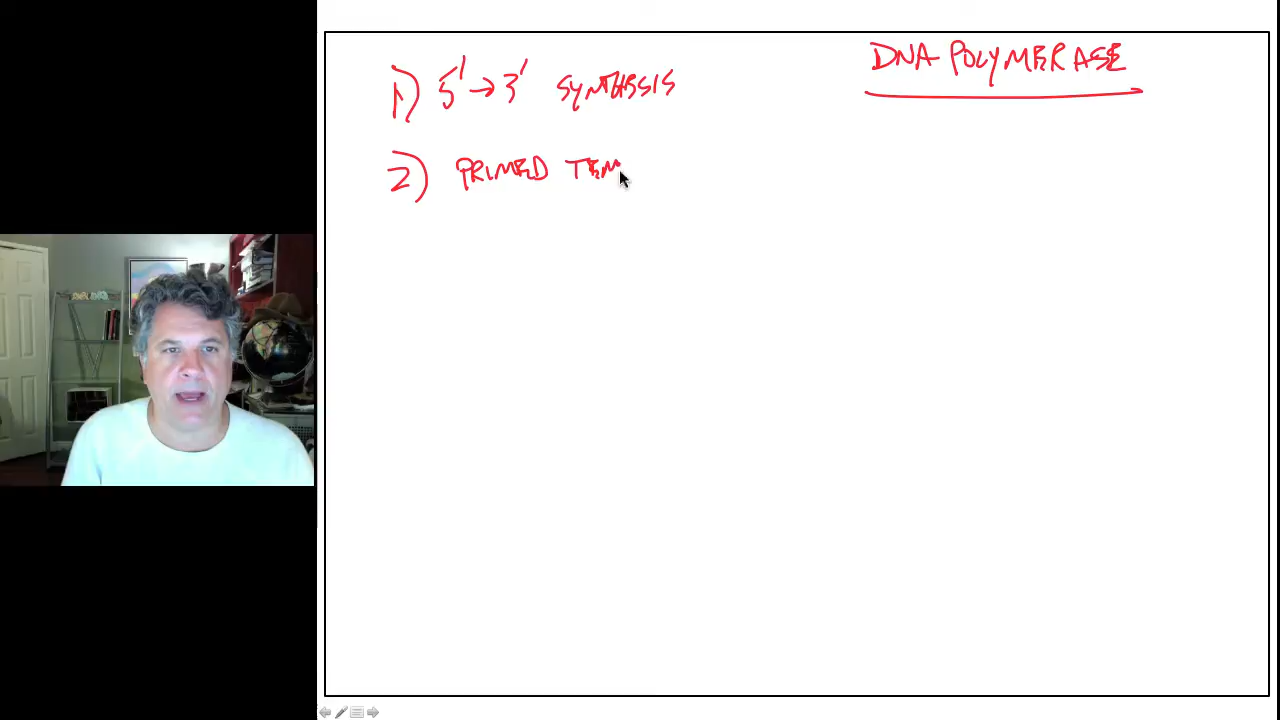 DNA POLYMERASE
1) 5' → 3' SYNTHESIS
2) PRIMED TEM